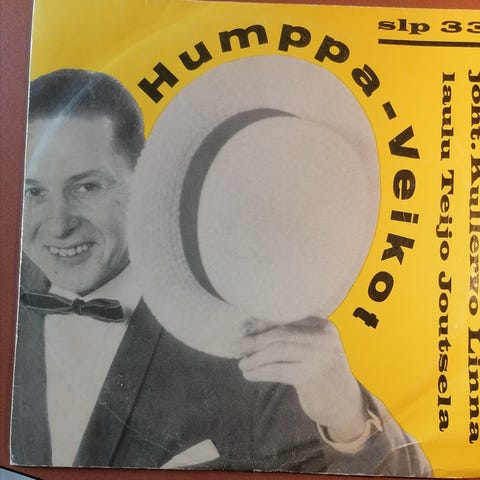 Humppa-Veikot
slp 33
joht. Kullervo Linna
laulu Teijo Joutsela